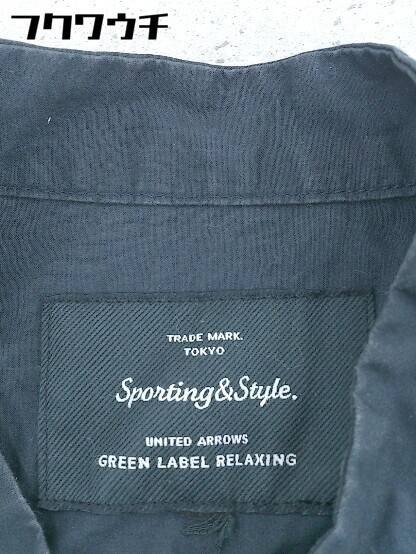 フクワウチ
TRADE MARK.
TOKYO
Sporting&Style.
UNITED ARROWS
GREEN LABEL RELAXING